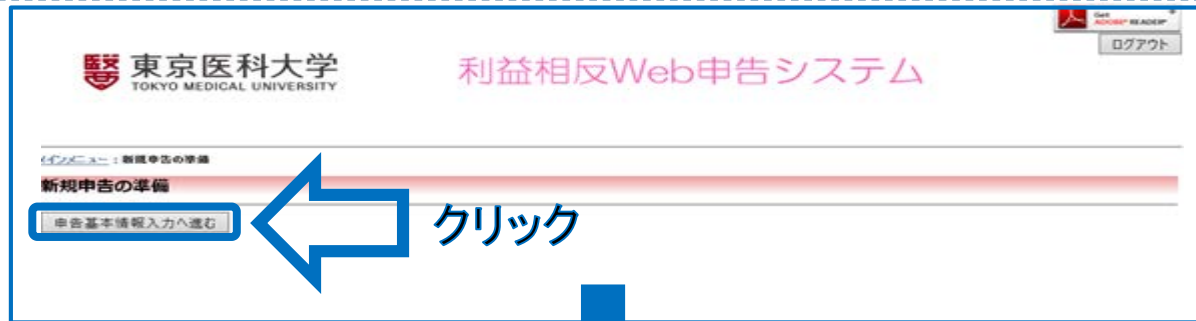 Get
ADOBE® READER®
ログアウト
東京医科大学
TOKYO MEDICAL UNIVERSITY
利益相反Web申告システム
メインメニュー:新規申告の準備
新規申告の準備
申告基本情報入力へ進む
クリック